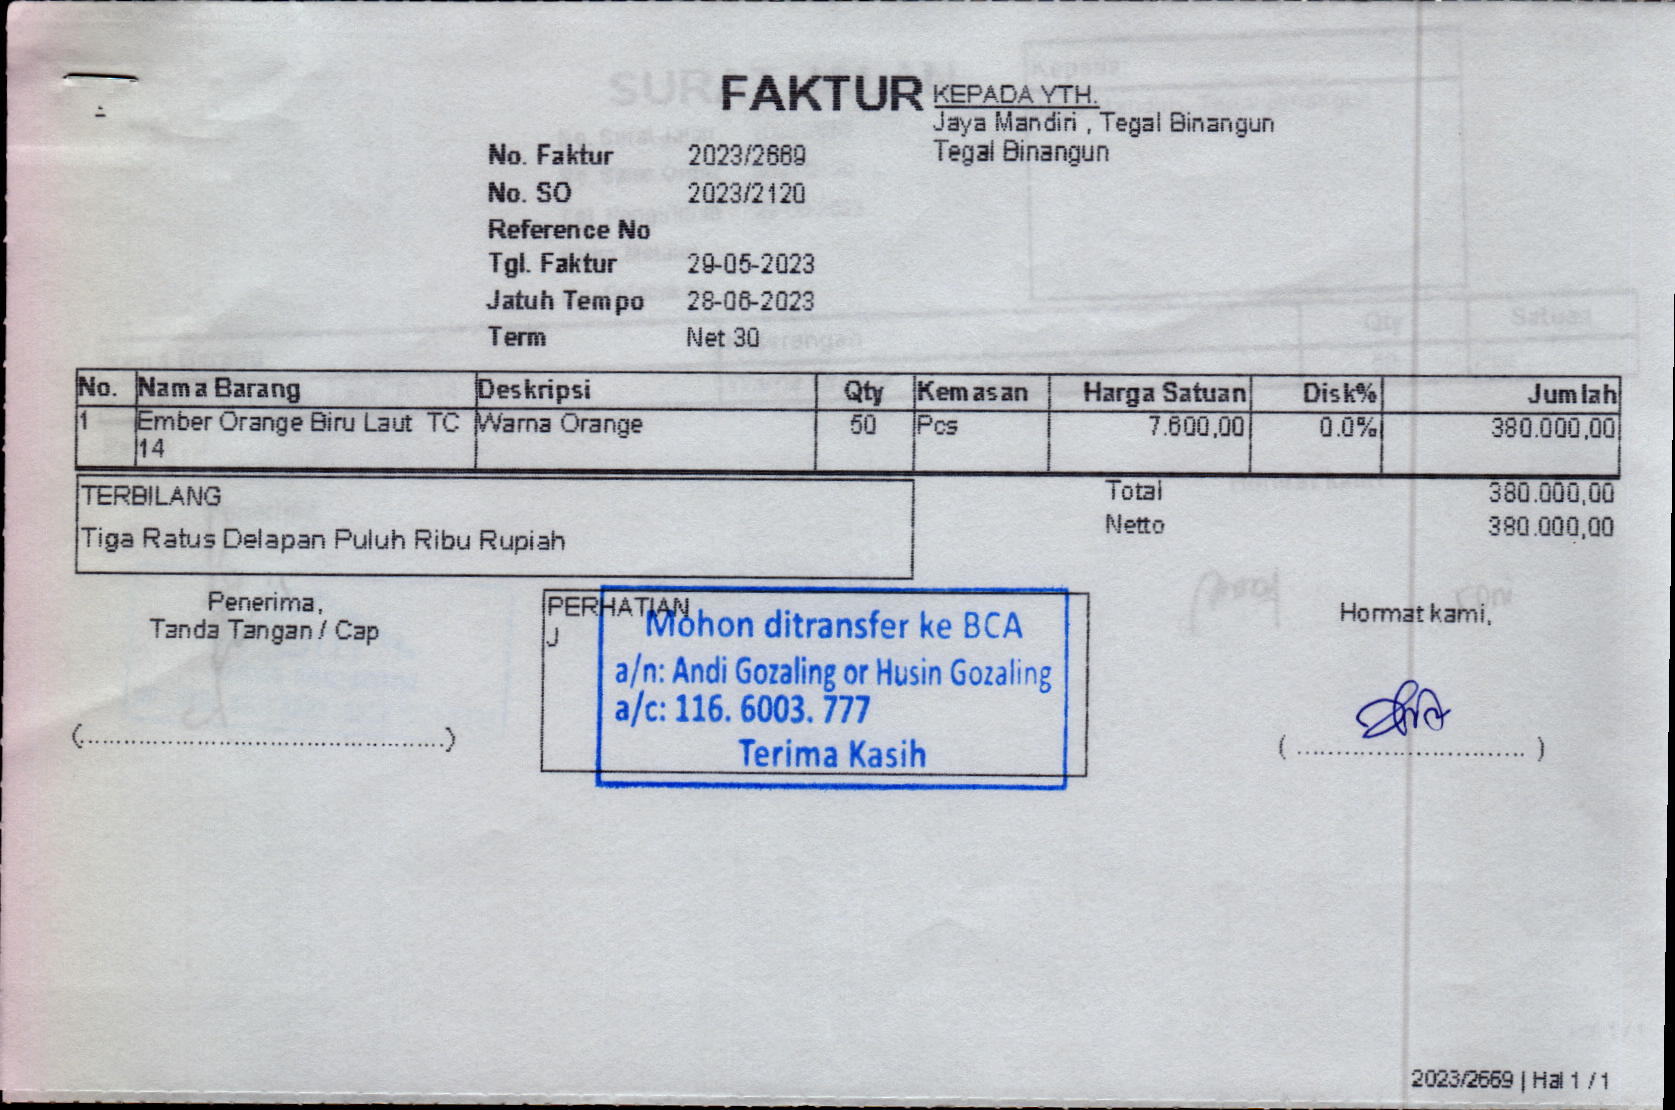 FAKTUR
KEPADA YTH.
Jaya Mandiri , Tegal Binangun
Tegal Binangun
No. Faktur 2023/2669
No. SO 2023/2120
Reference No
Tgl. Faktur 29-05-2023
Jatuh Tempo 28-06-2023
Term Net 30
No. Nama Barang Deskripsi Qty Kemasan Harga Satuan Disk% Jumlah
1 Ember Orange Biru Laut TC 14 Warna Orange 50 Pcs 7.600,00 0.0% 380.000,00
TERBILANG
Tiga Ratus Delapan Puluh Ribu Rupiah
Total 380.000,00
Netto 380.000,00
Penerima,
Tanda Tangan / Cap
(...............................................)
PERHATIAN
J
Mohon ditransfer ke BCA
a/n: Andi Gozaling or Husin Gozaling
a/c: 116. 6003. 777
Terima Kasih
Hormat kami,
( ............................... )
2023/2669 | Hal 1 / 1